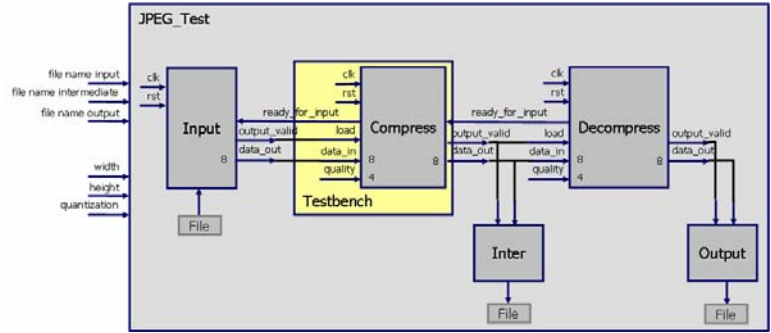 JPEG_Test
file name input
file name intermediate
file name output
width
height
quantization
clk
rst
Input
8
File
ready_for_input
output_valid
data_out
load
data_in
quality
clk
rst
Compress
8
4
8
Testbench
ready_for_input
output_valid
data_out
load
data_in
quality
clk
rst
Decompress
8
4
8
output_valid
data_out
Inter
File
Output
File